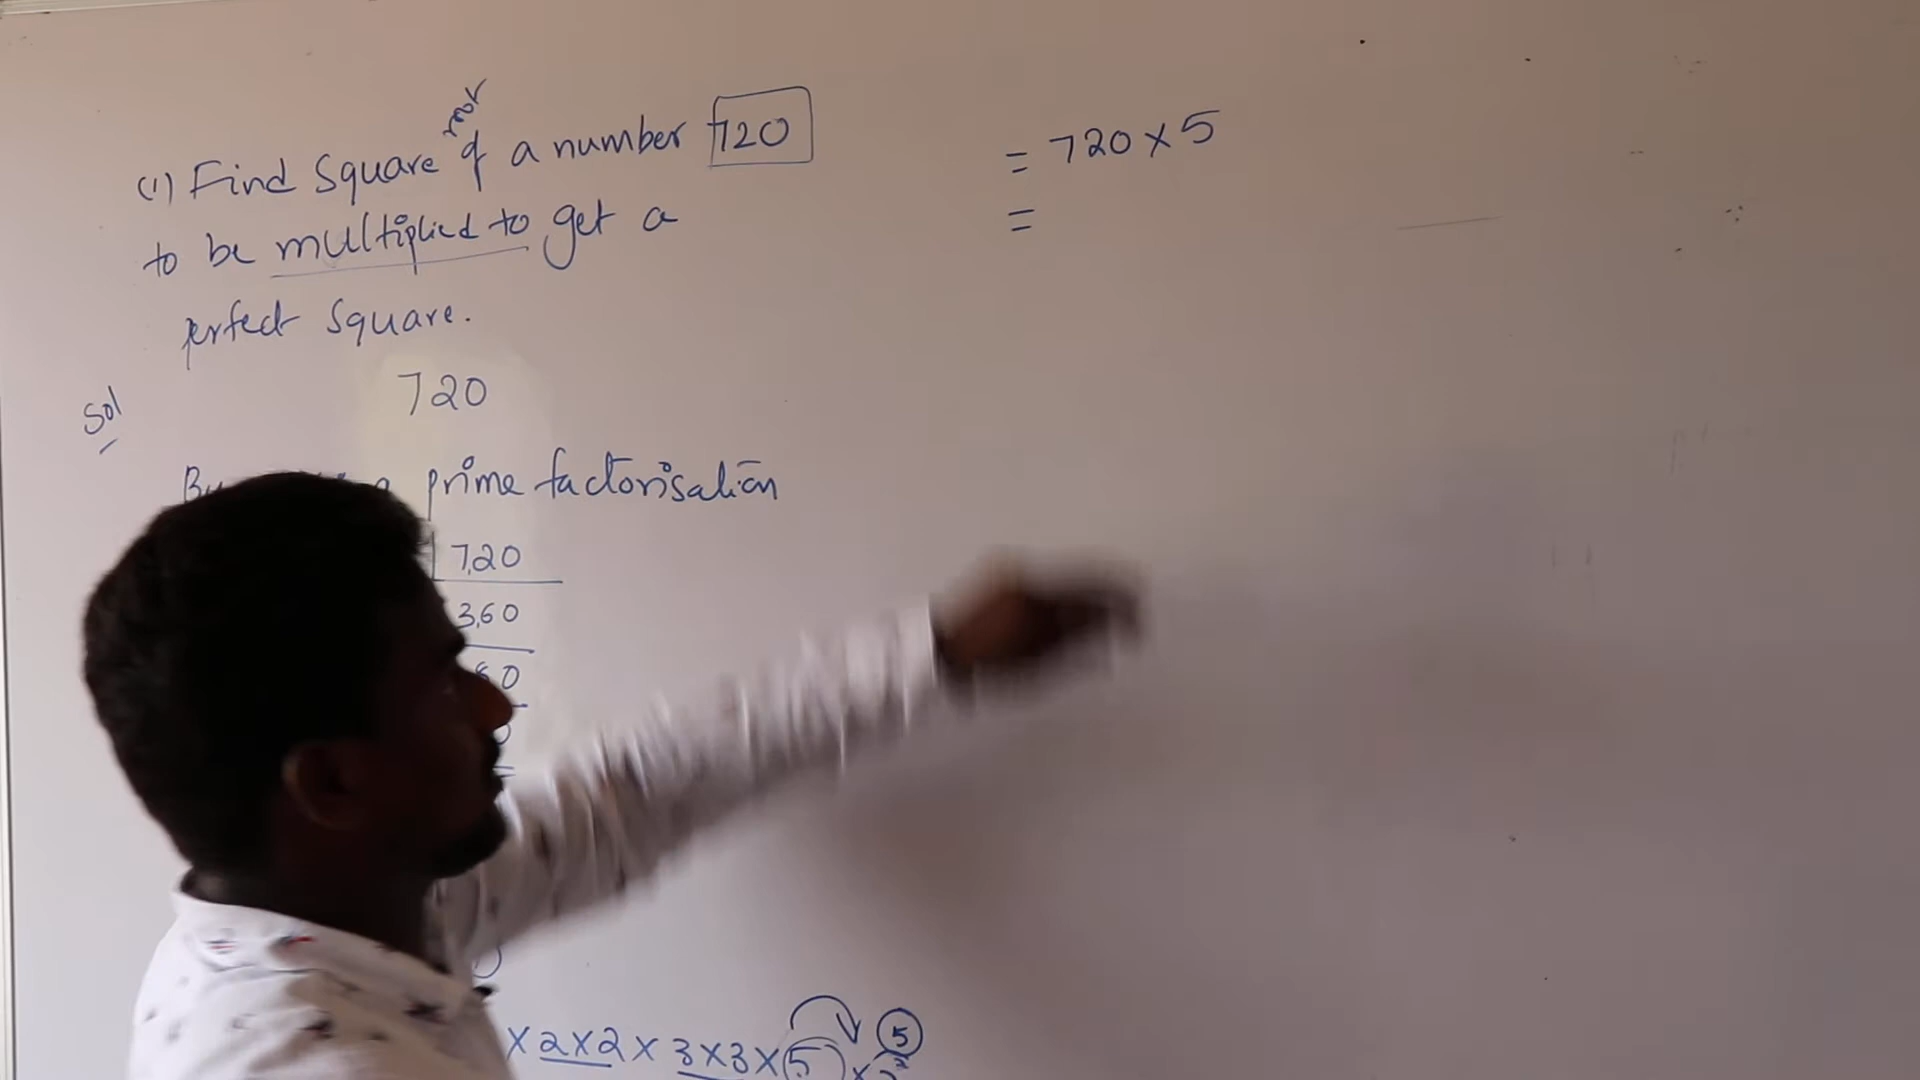 (1) Find Square root of a number 720
to be multiplied to get a
perfect square.
Sol
720
prime factorisation
720
360
80
× 2×2 × 3×3 × 5 ×
5
= 720 × 5
=